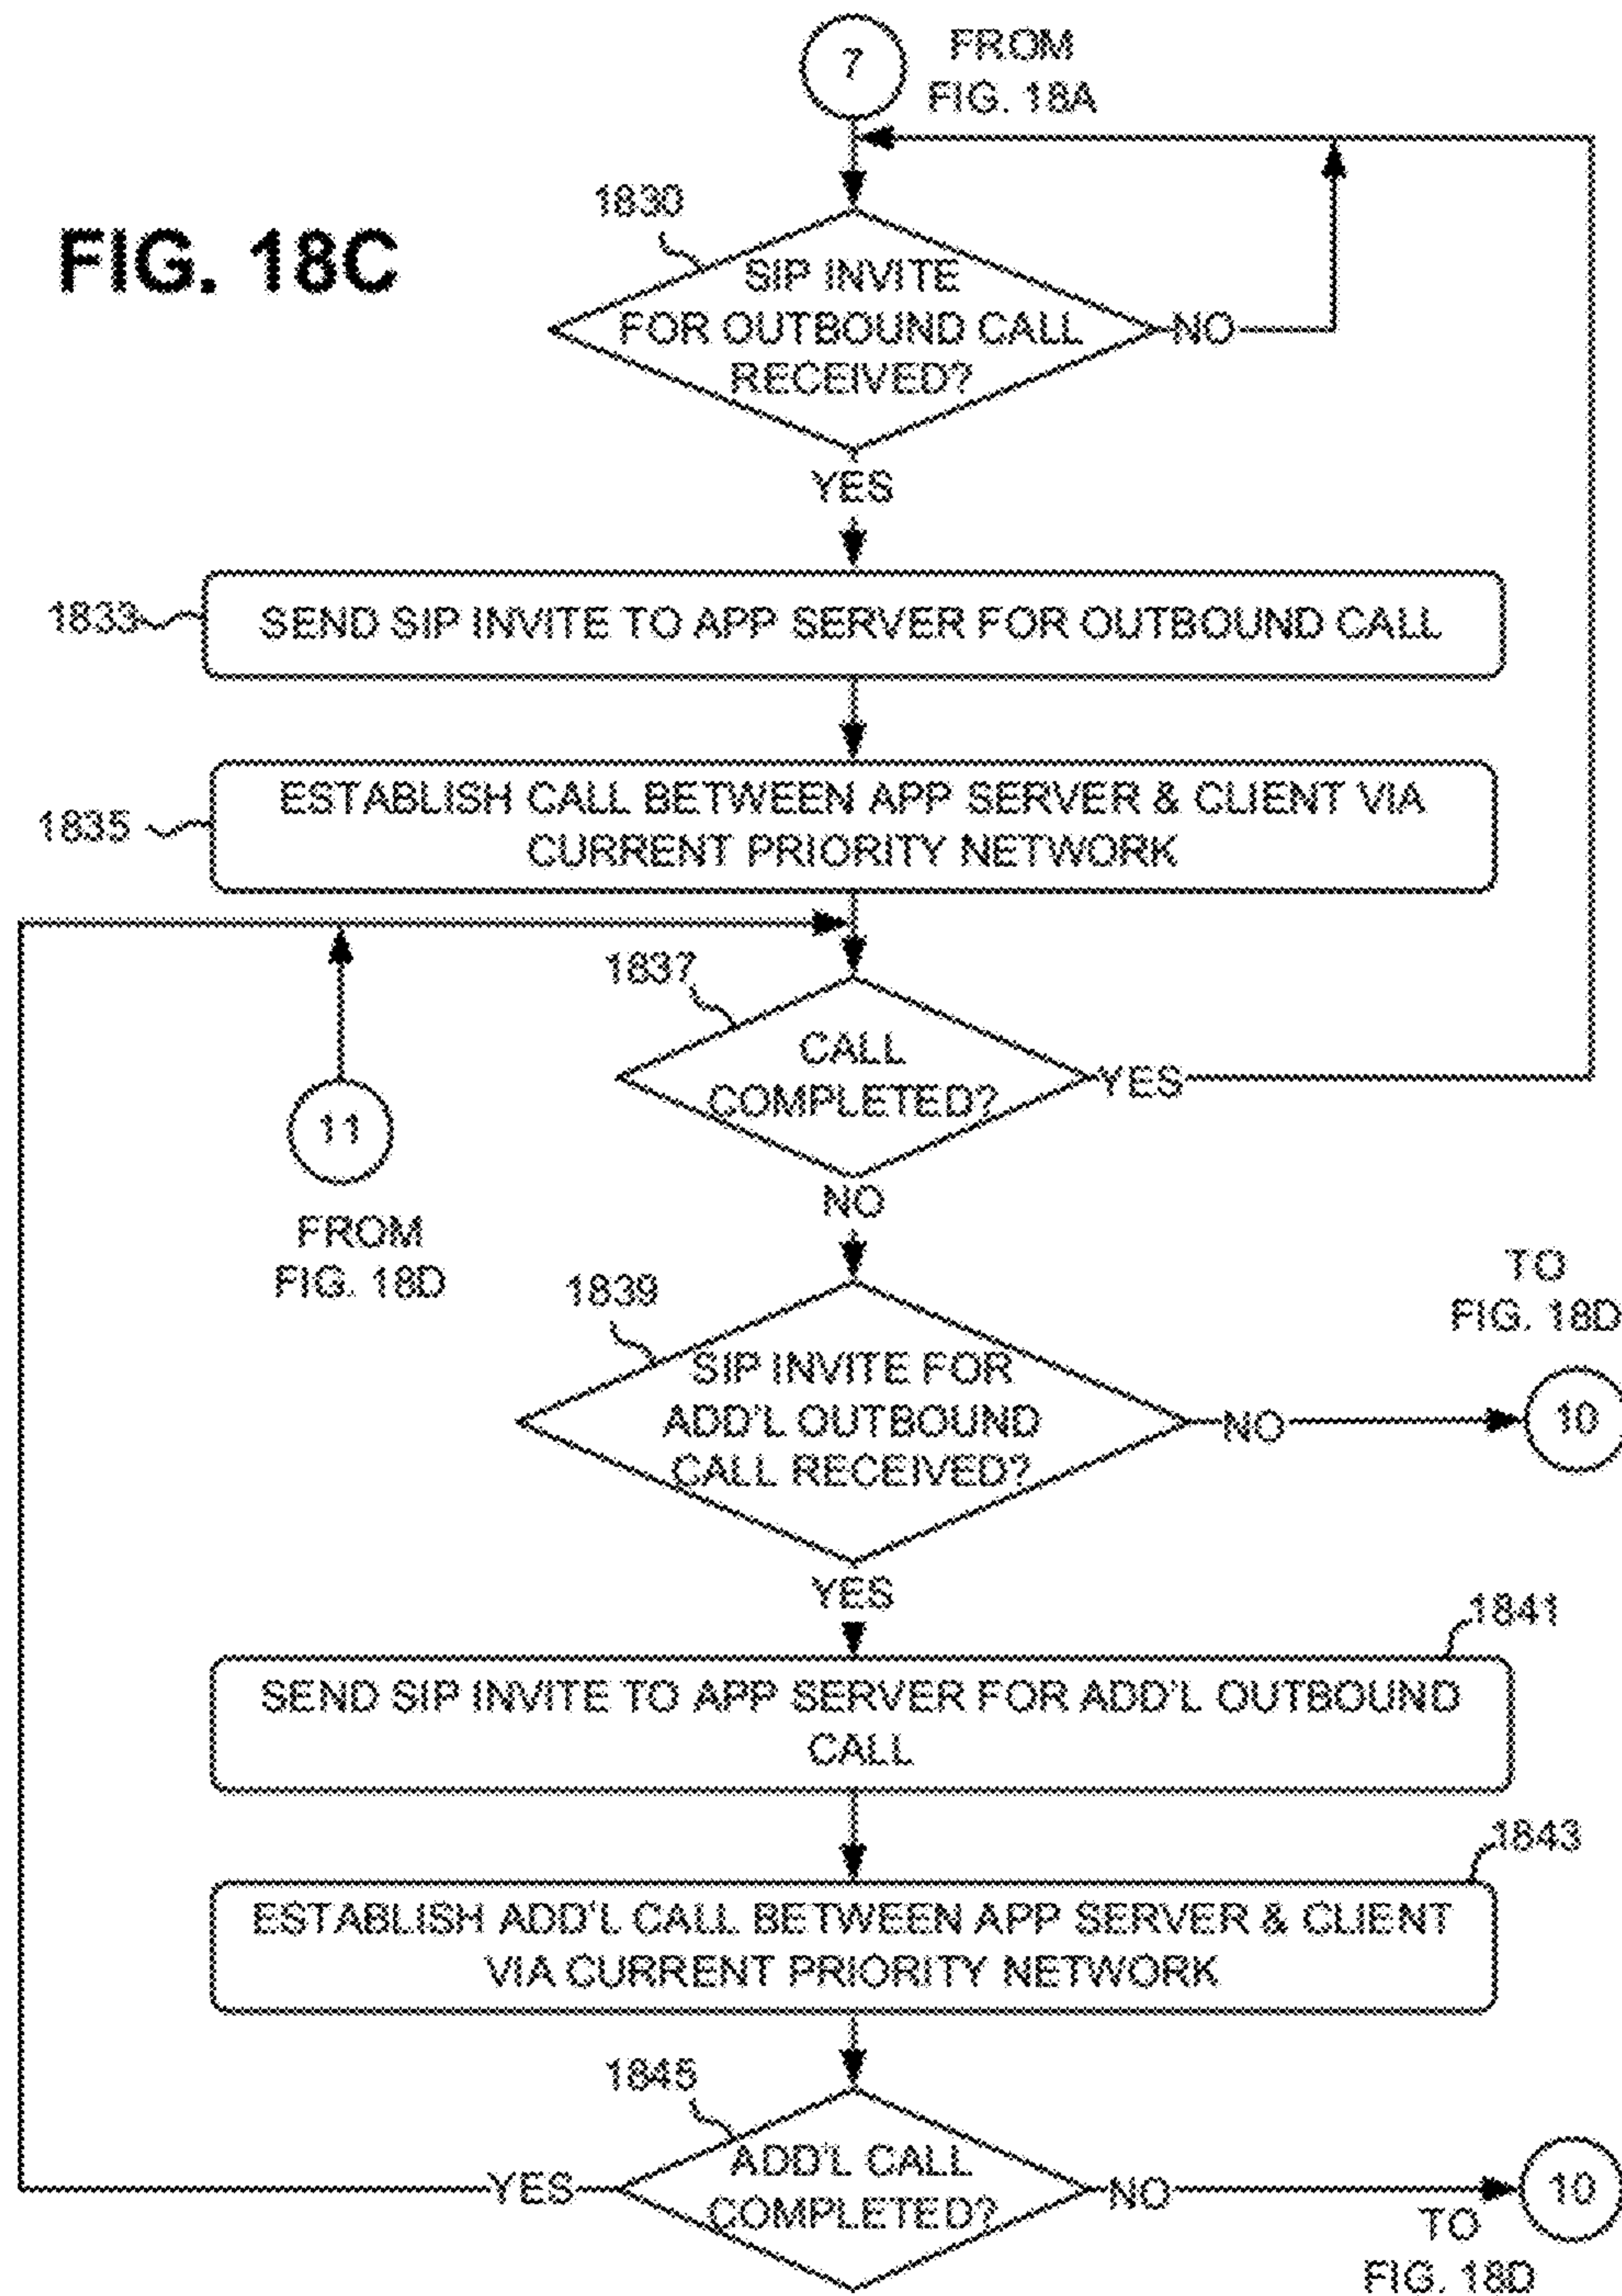 7
FROM
FIG. 18A
FIG. 18C
1830
SIP INVITE
FOR OUTBOUND CALL
RECEIVED?
NO
YES
1833
SEND SIP INVITE TO APP SERVER FOR OUTBOUND CALL
1835
ESTABLISH CALL BETWEEN APP SERVER & CLIENT VIA
CURRENT PRIORITY NETWORK
1837
CALL
COMPLETED?
YES
NO
11
FROM
FIG. 18D
1839
SIP INVITE FOR
ADD'L OUTBOUND
CALL RECEIVED?
NO
TO
FIG. 18D
10
YES
1841
SEND SIP INVITE TO APP SERVER FOR ADD'L OUTBOUND
CALL
1843
ESTABLISH ADD'L CALL BETWEEN APP SERVER & CLIENT
VIA CURRENT PRIORITY NETWORK
1845
ADD'L CALL
COMPLETED?
YES
NO
10
TO
FIG. 18D